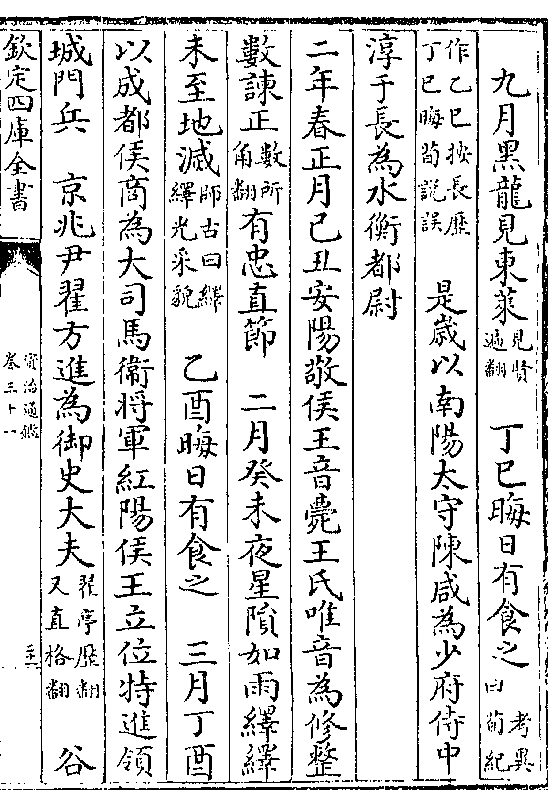 九月黑龍見東萊見賢遍翻　丁巳晦日有食之考異曰荀紀
作乙巳按長歷丁巳晦荀說誤　是歲以南陽太守陳咸為少府侍中
淳于長為水衡都尉
二年春正月己丑安陽敬侯王音薨王氏唯音為修整
數諫正數所角翻有忠直節　二月癸未夜星隕如雨繹繹
未至地滅師古曰繹繹光采貌　乙酉晦日有食之　三月丁酉
以成都侯商為大司馬衞將軍紅陽侯王立位特進領
城門兵　京兆尹翟方進為御史大夫翟亭歷翻又直格翻　谷
欽定四庫全書
資治通鑑
卷三十一